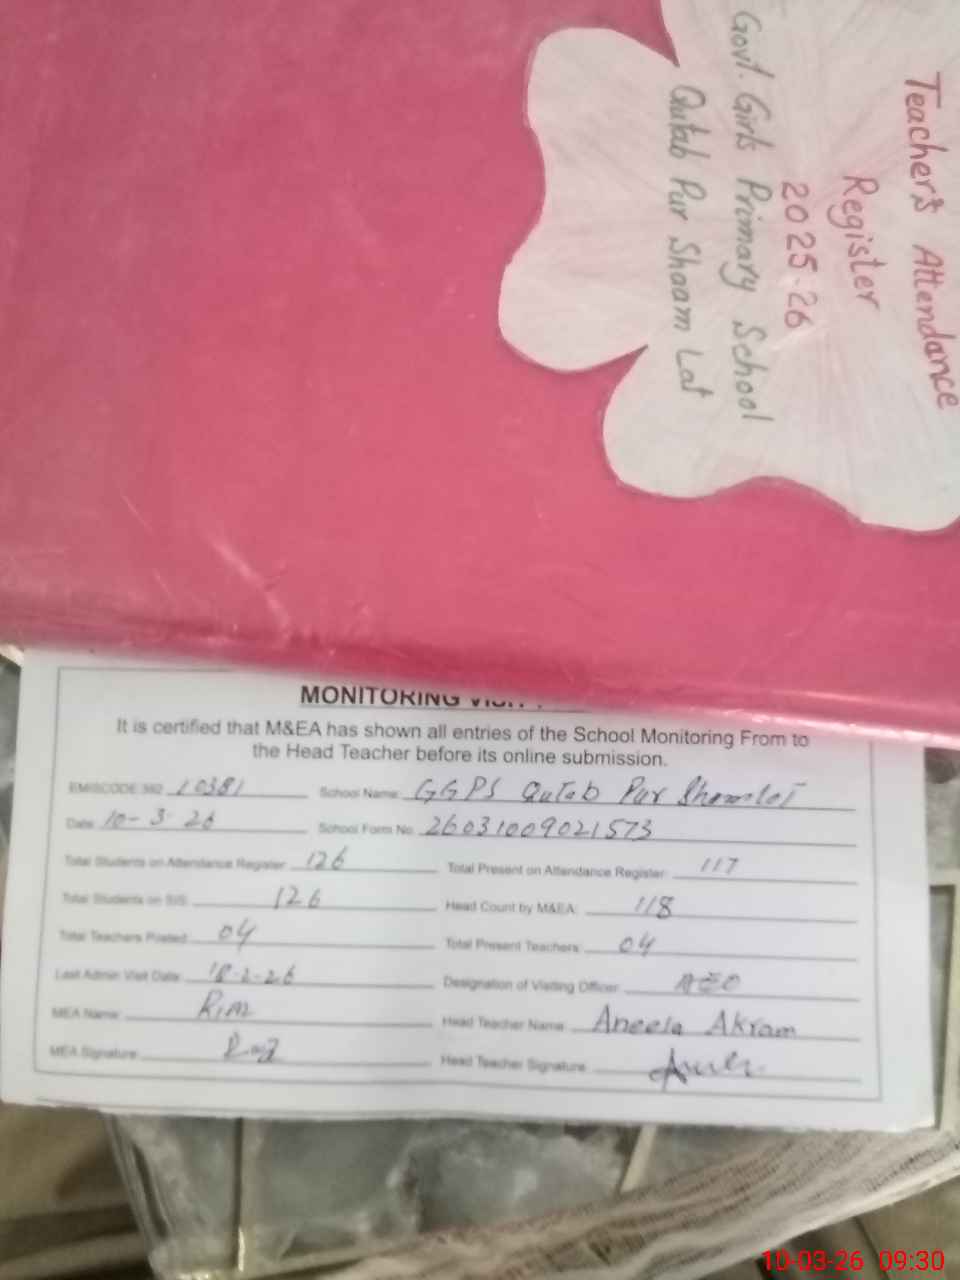 Teacher's Attendance
Register
2025-26
Govt. Girls Primary School
Qutab Pur Shaam Lat
MONITORING
It is certified that M&EA has shown all entries of the School Monitoring From to
the Head Teacher before its online submission.
EMISCODE 10381 School Name: GGPS Qutab Pur Shamlat
Date: 10-3-26 School Form No. 26031009021573
Total Students on Attendance Register: 126 Total Present on Attendance Register: 117
Total Students on SIS: 126 Head Count by M&EA: 118
Total Teachers Posted: 04 Total Present Teachers: 04
Last Admin Visit Date: 18-2-26 Designation of Visiting Officer: AEO
MEA Name: Head Teacher Name: Aneela Akram
MEA Signature: Head Teacher Signature:
10-03-26 09:30